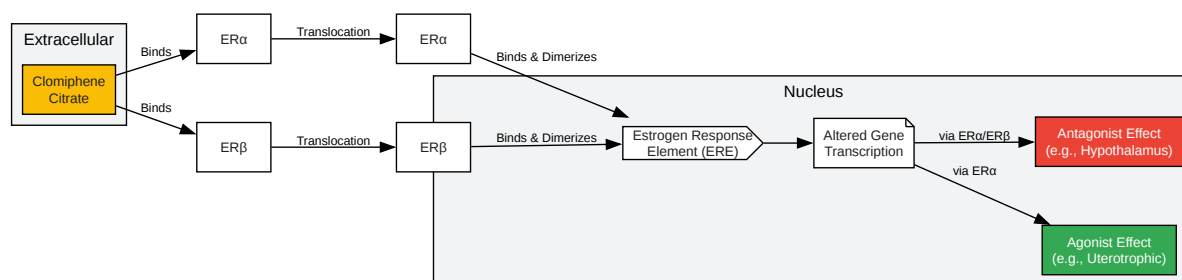 Extracellular
Clomiphene
Citrate
Binds
Binds
ERα
Translocation
ERα
Binds & Dimerizes
ERβ
Translocation
ERβ
Binds & Dimerizes
Nucleus
Estrogen Response
Element (ERE)
Altered Gene
Transcription
via ERα/ERβ
via ERα
Antagonist Effect
(e.g., Hypothalamus)
Agonist Effect
(e.g., Uterotrophic)